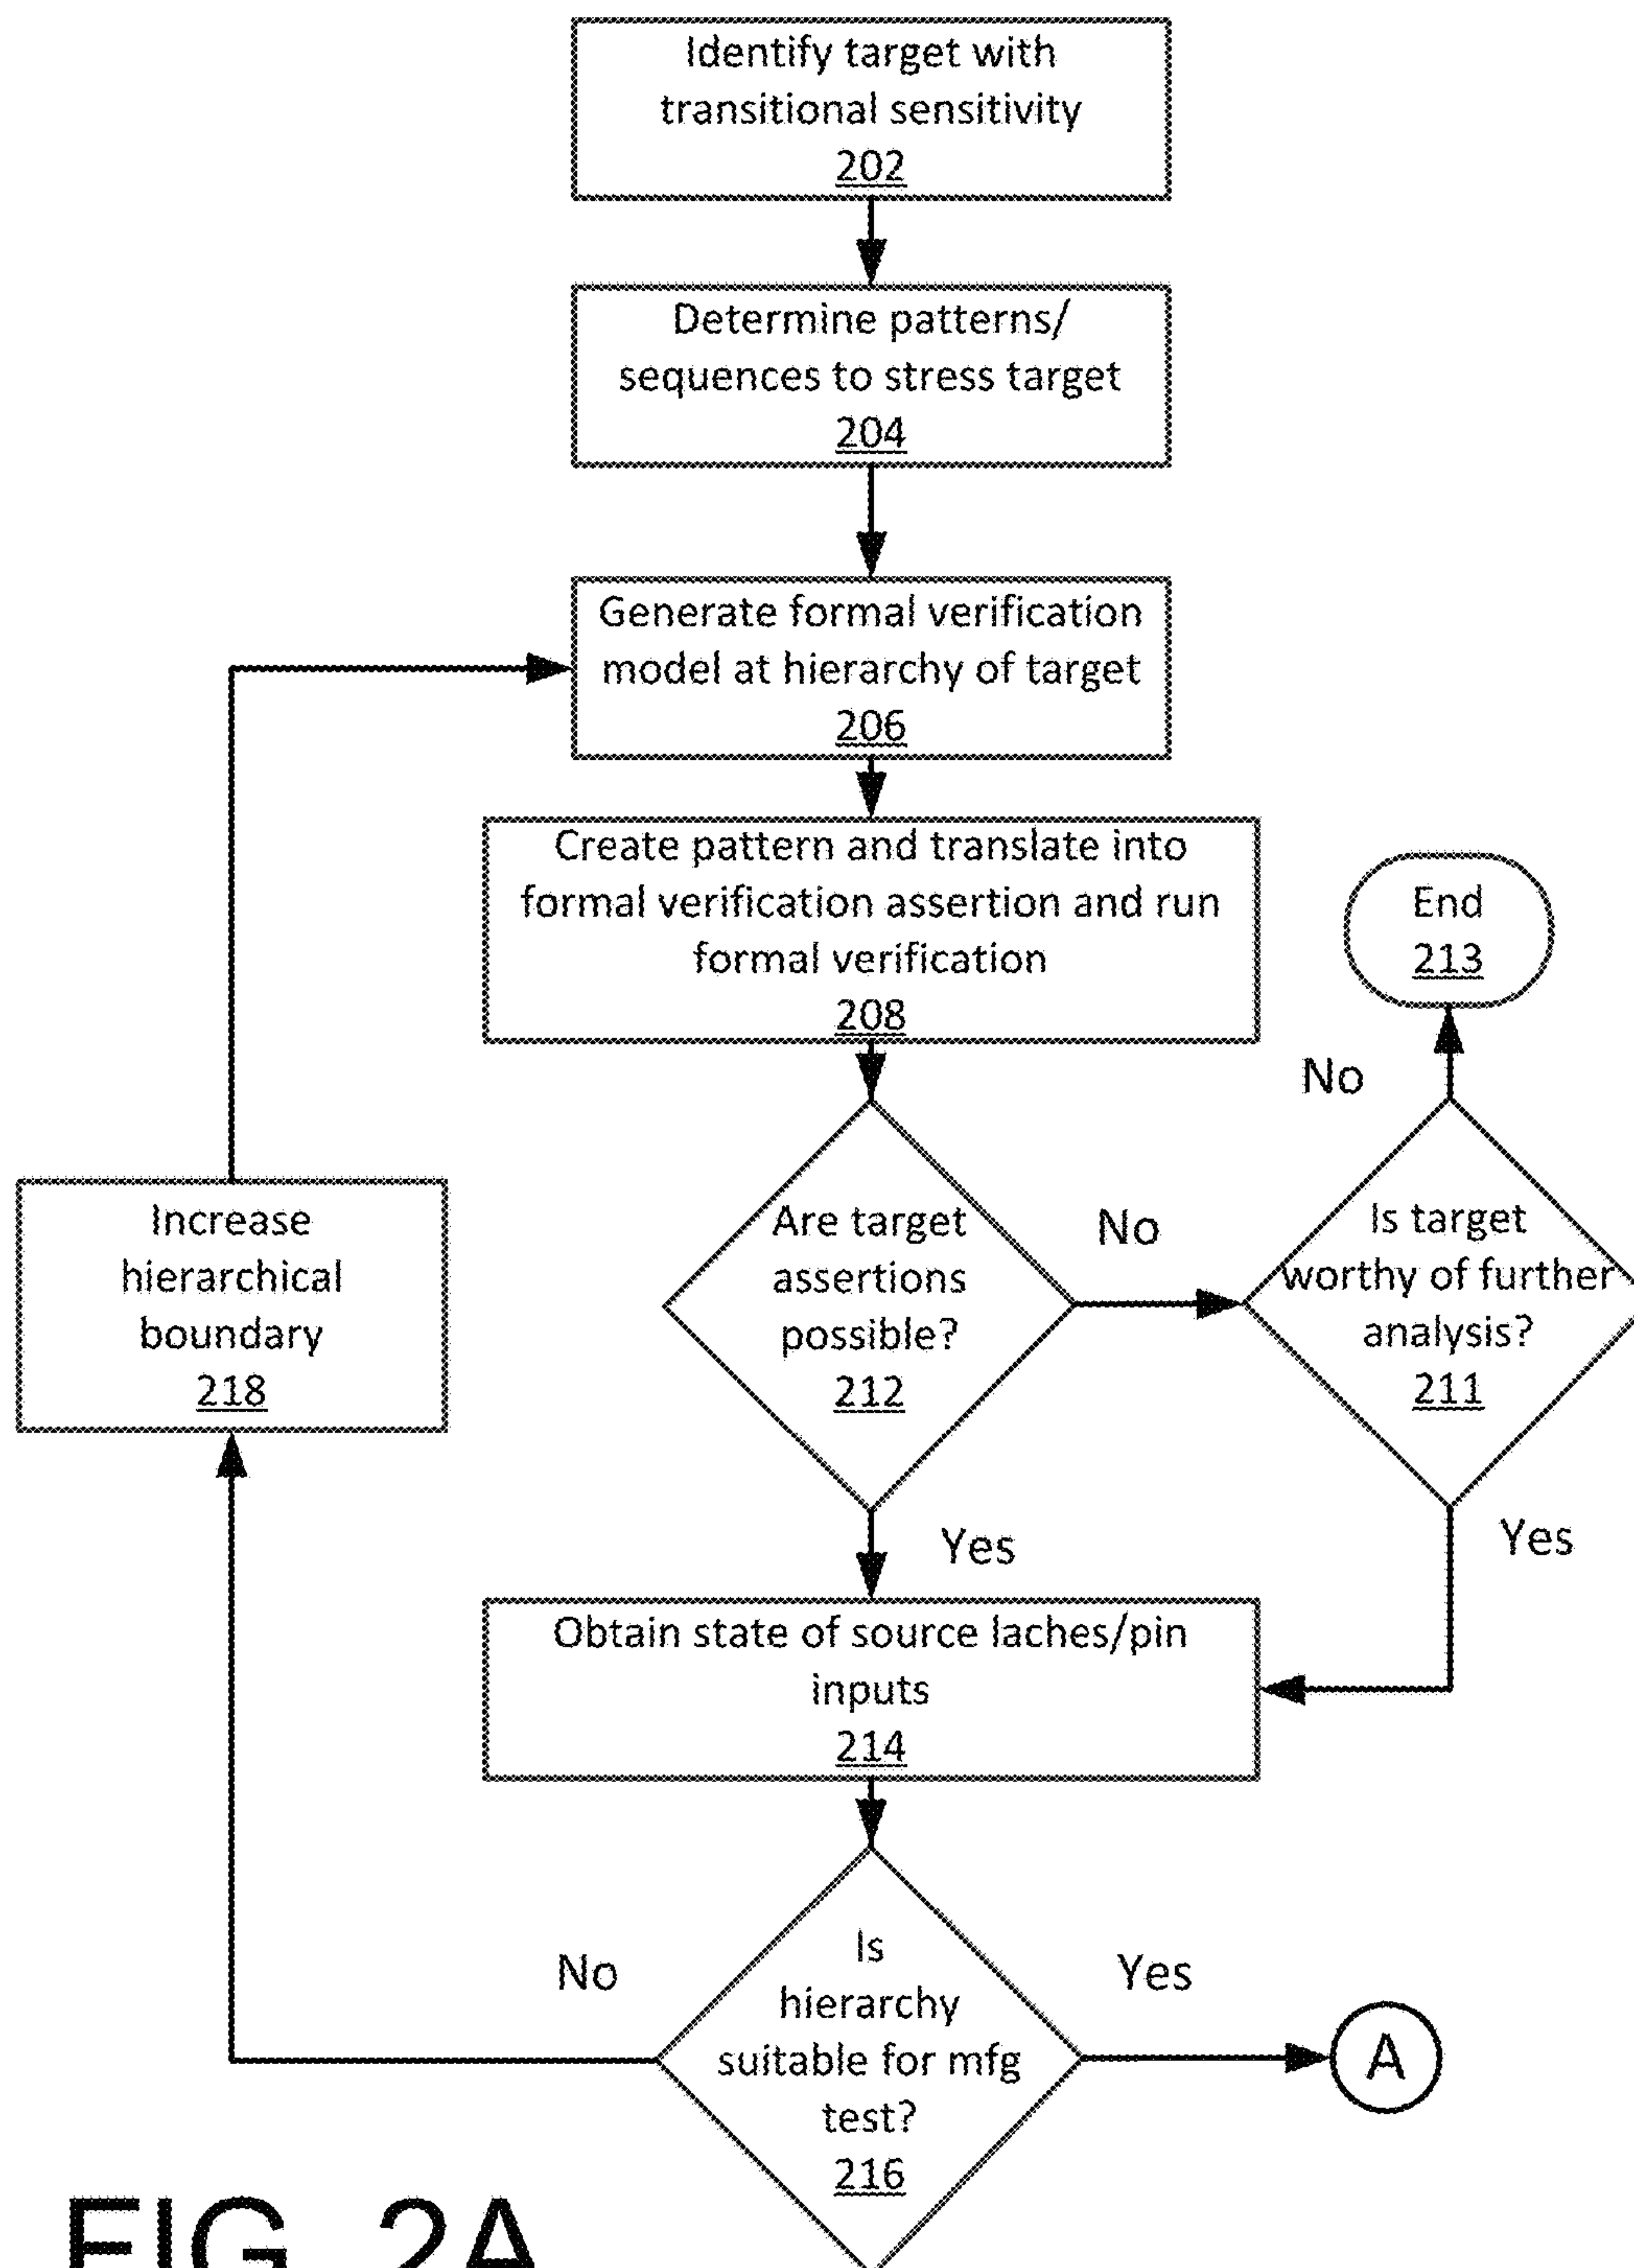 Identify target with
transitional sensitivity
202
Determine patterns/
sequences to stress target
204
Generate formal verification
model at hierarchy of target
206
Create pattern and translate into
formal verification assertion and run
formal verification
208
End
213
No
Increase
hierarchical
boundary
218
Are target
assertions
possible?
212
No
Is target
worthy of further
analysis?
211
Yes
Yes
Obtain state of source laches/pin
inputs
214
No
Is
hierarchy
suitable for mfg
test?
216
Yes
A
FIG. 2A